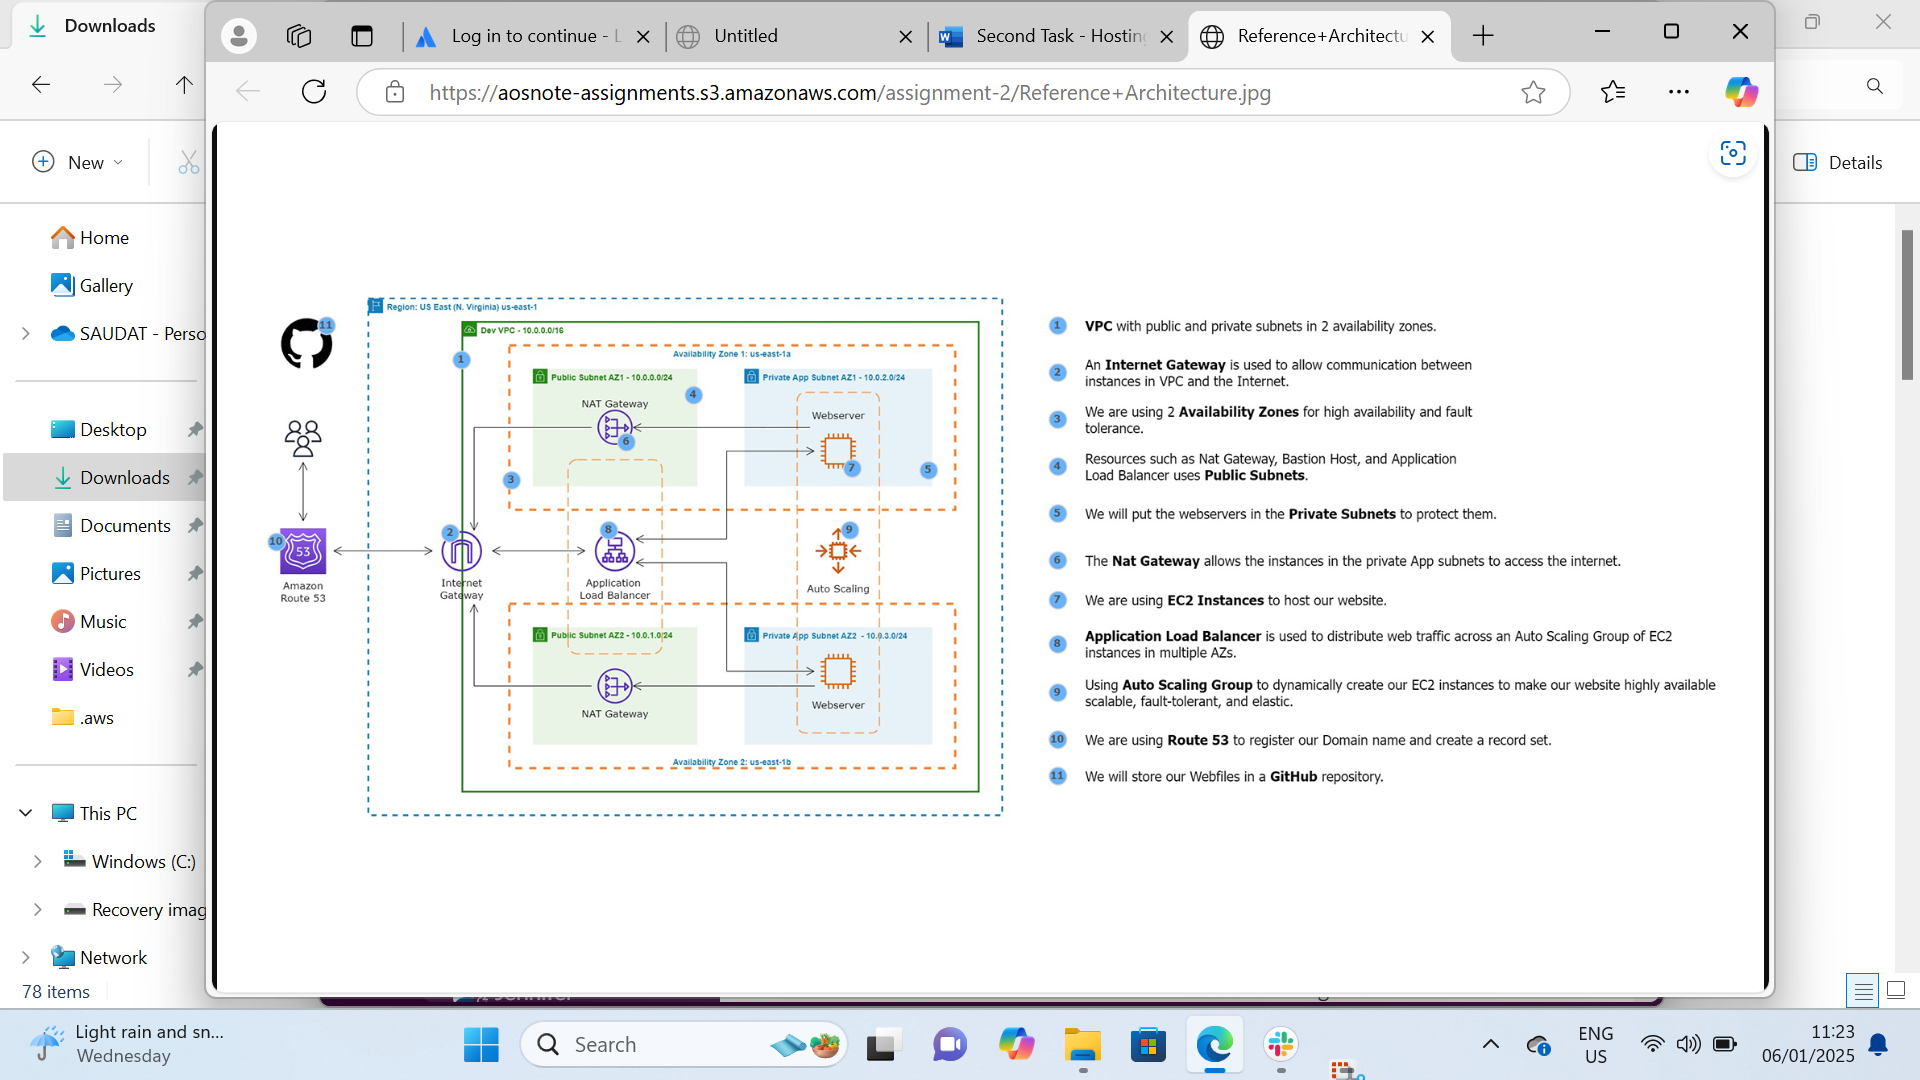 Downloads
Log in to continue - L
Untitled
Second Task - Hosting
Reference+Architectu
https://aosnote-assignments.s3.amazonaws.com/assignment-2/Reference+Architecture.jpg
New
Details
Home
Gallery
SAUDAT - Perso
Desktop
Downloads
Documents
Pictures
Music
Videos
.aws
This PC
Windows (C:)
Recovery imag
Network
78 items
Region: US East (N. Virginia) us-east-1
Dev VPC - 10.0.0.0/16
Availability Zone 1: us-east-1a
Public Subnet AZ1 - 10.0.0.0/24
Private App Subnet AZ1 - 10.0.2.0/24
NAT Gateway
Webserver
11
1
4
6
7
5
3
2
8
9
10
53
Amazon
Route 53
Internet
Gateway
Application
Load Balancer
Auto Scaling
Public Subnet AZ2 - 10.0.1.0/24
Private App Subnet AZ2 - 10.0.3.0/24
NAT Gateway
Webserver
Availability Zone 2: us-east-1b
1 VPC with public and private subnets in 2 availability zones.
2 An Internet Gateway is used to allow communication between
instances in VPC and the Internet.
3 We are using 2 Availability Zones for high availability and fault
tolerance.
4 Resources such as Nat Gateway, Bastion Host, and Application
Load Balancer uses Public Subnets.
5 We will put the webservers in the Private Subnets to protect them.
6 The Nat Gateway allows the instances in the private App subnets to access the internet.
7 We are using EC2 Instances to host our website.
8 Application Load Balancer is used to distribute web traffic across an Auto Scaling Group of EC2
instances in multiple AZs.
9 Using Auto Scaling Group to dynamically create our EC2 instances to make our website highly available
scalable, fault-tolerant, and elastic.
10 We are using Route 53 to register our Domain name and create a record set.
11 We will store our Webfiles in a GitHub repository.
Light rain and sn...
Wednesday
Search
ENG
US
11:23
06/01/2025